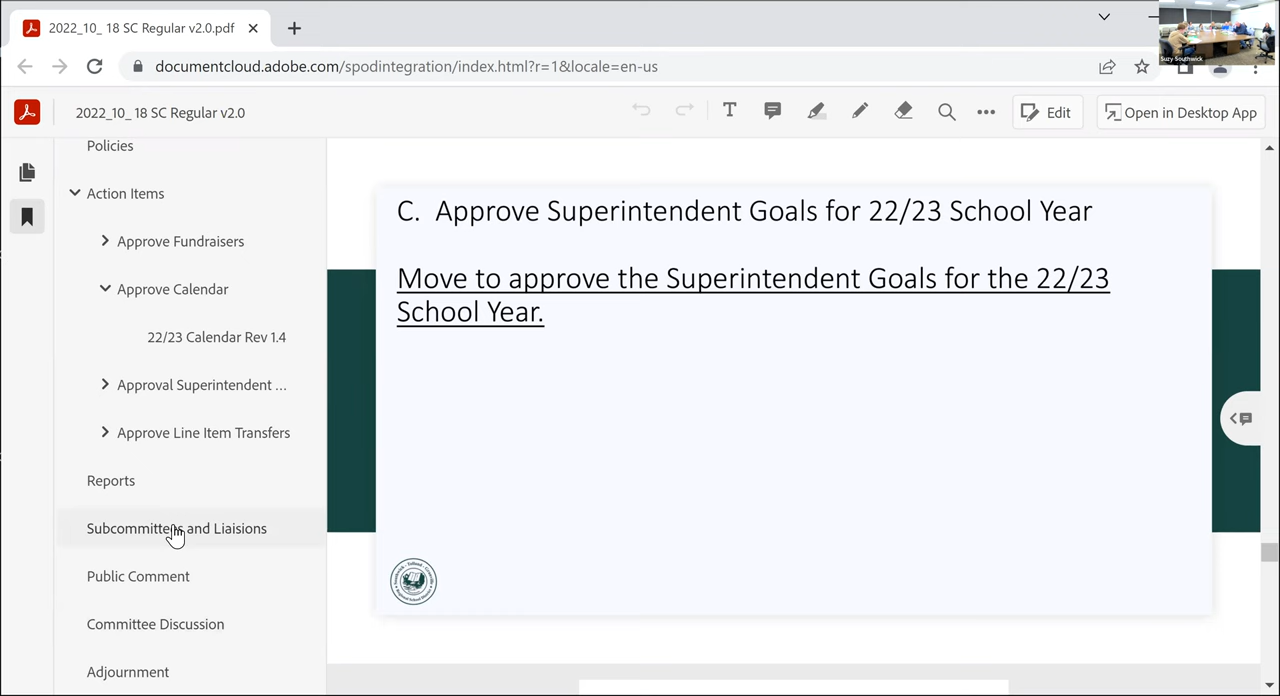 2022_10_ 18 SC Regular v2.0.pdf
documentcloud.adobe.com/spodintegration/index.html?r=1&locale=en-us
Suzy Southwick
2022_10_ 18 SC Regular v2.0
T
Edit
Open in Desktop App
Policies
Action Items
Approve Fundraisers
Approve Calendar
22/23 Calendar Rev 1.4
Approval Superintendent ...
Approve Line Item Transfers
Reports
Subcommittees and Liaisions
Public Comment
Committee Discussion
Adjournment
C. Approve Superintendent Goals for 22/23 School Year
Move to approve the Superintendent Goals for the 22/23
School Year.